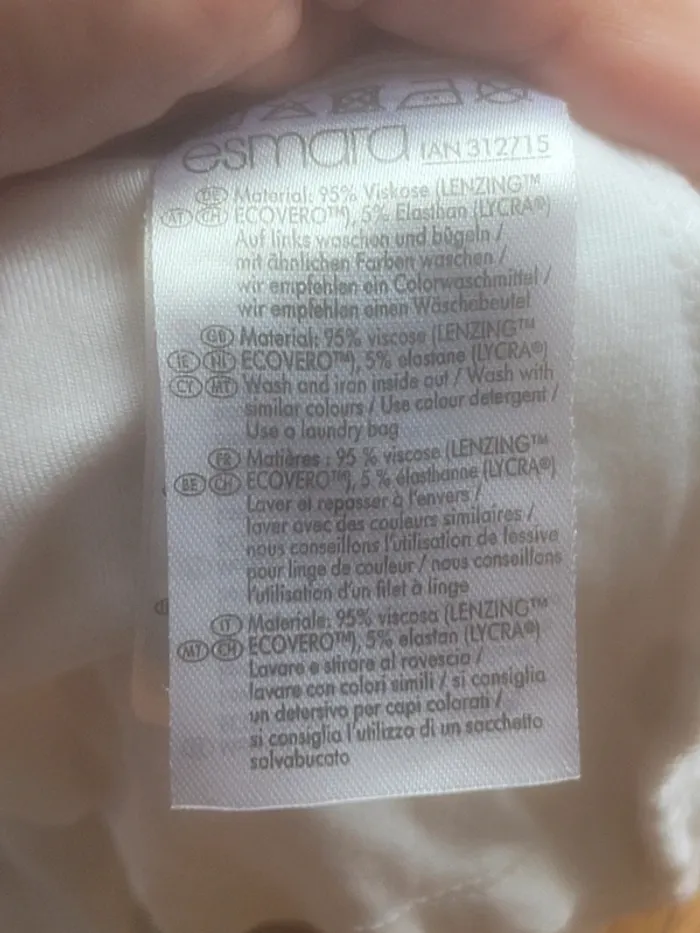 esmara IAN 312715
DE Material: 95% Viskose (LENZING™
AT CH ECOVERO™), 5% Elasthan (LYCRA®)
Auf links waschen und bügeln /
mit ähnlichen Farben waschen /
wir empfehlen ein Colorwaschmittel /
wir empfehlen einen Wäschebeutel
GB Material: 95% viscose (LENZING™
IE NL ECOVERO™), 5% elastane (LYCRA®)
CY MT Wash and iron inside out / Wash with
similar colours / Use colour detergent /
Use a laundry bag
FR Matières : 95 % viscose (LENZING™
BE CH ECOVERO™), 5 % élasthanne (LYCRA®)
Laver et repasser à l'envers /
laver avec des couleurs similaires /
nous conseillons l'utilisation de lessive
pour linge de couleur / nous conseillons
l'utilisation d'un filet à linge
IT Materiale: 95% viscosa (LENZING™
MT CH ECOVERO™), 5% elastan (LYCRA®)
Lavare e stirare al rovescio /
lavare con colori simili / si consiglia
un detersivo per capi colorati /
si consiglia l'utilizzo di un sacchetto
salvabucato